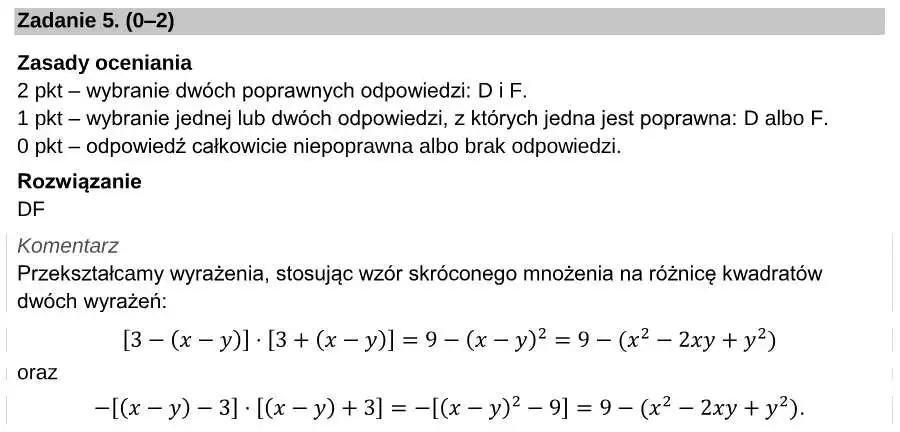 Zadanie 5. (0–2)
Zasady oceniania
2 pkt – wybranie dwóch poprawnych odpowiedzi: D i F.
1 pkt – wybranie jednej lub dwóch odpowiedzi, z których jedna jest poprawna: D albo F.
0 pkt – odpowiedź całkowicie niepoprawna albo brak odpowiedzi.
Rozwiązanie
DF
Komentarz
Przekształcamy wyrażenia, stosując wzór skróconego mnożenia na różnicę kwadratów
dwóch wyrażeń:
[3 − (x − y)] · [3 + (x − y)] = 9 − (x − y)² = 9 − (x² − 2xy + y²)
oraz
−[(x − y) − 3] · [(x − y) + 3] = −[(x − y)² − 9] = 9 − (x² − 2xy + y²).